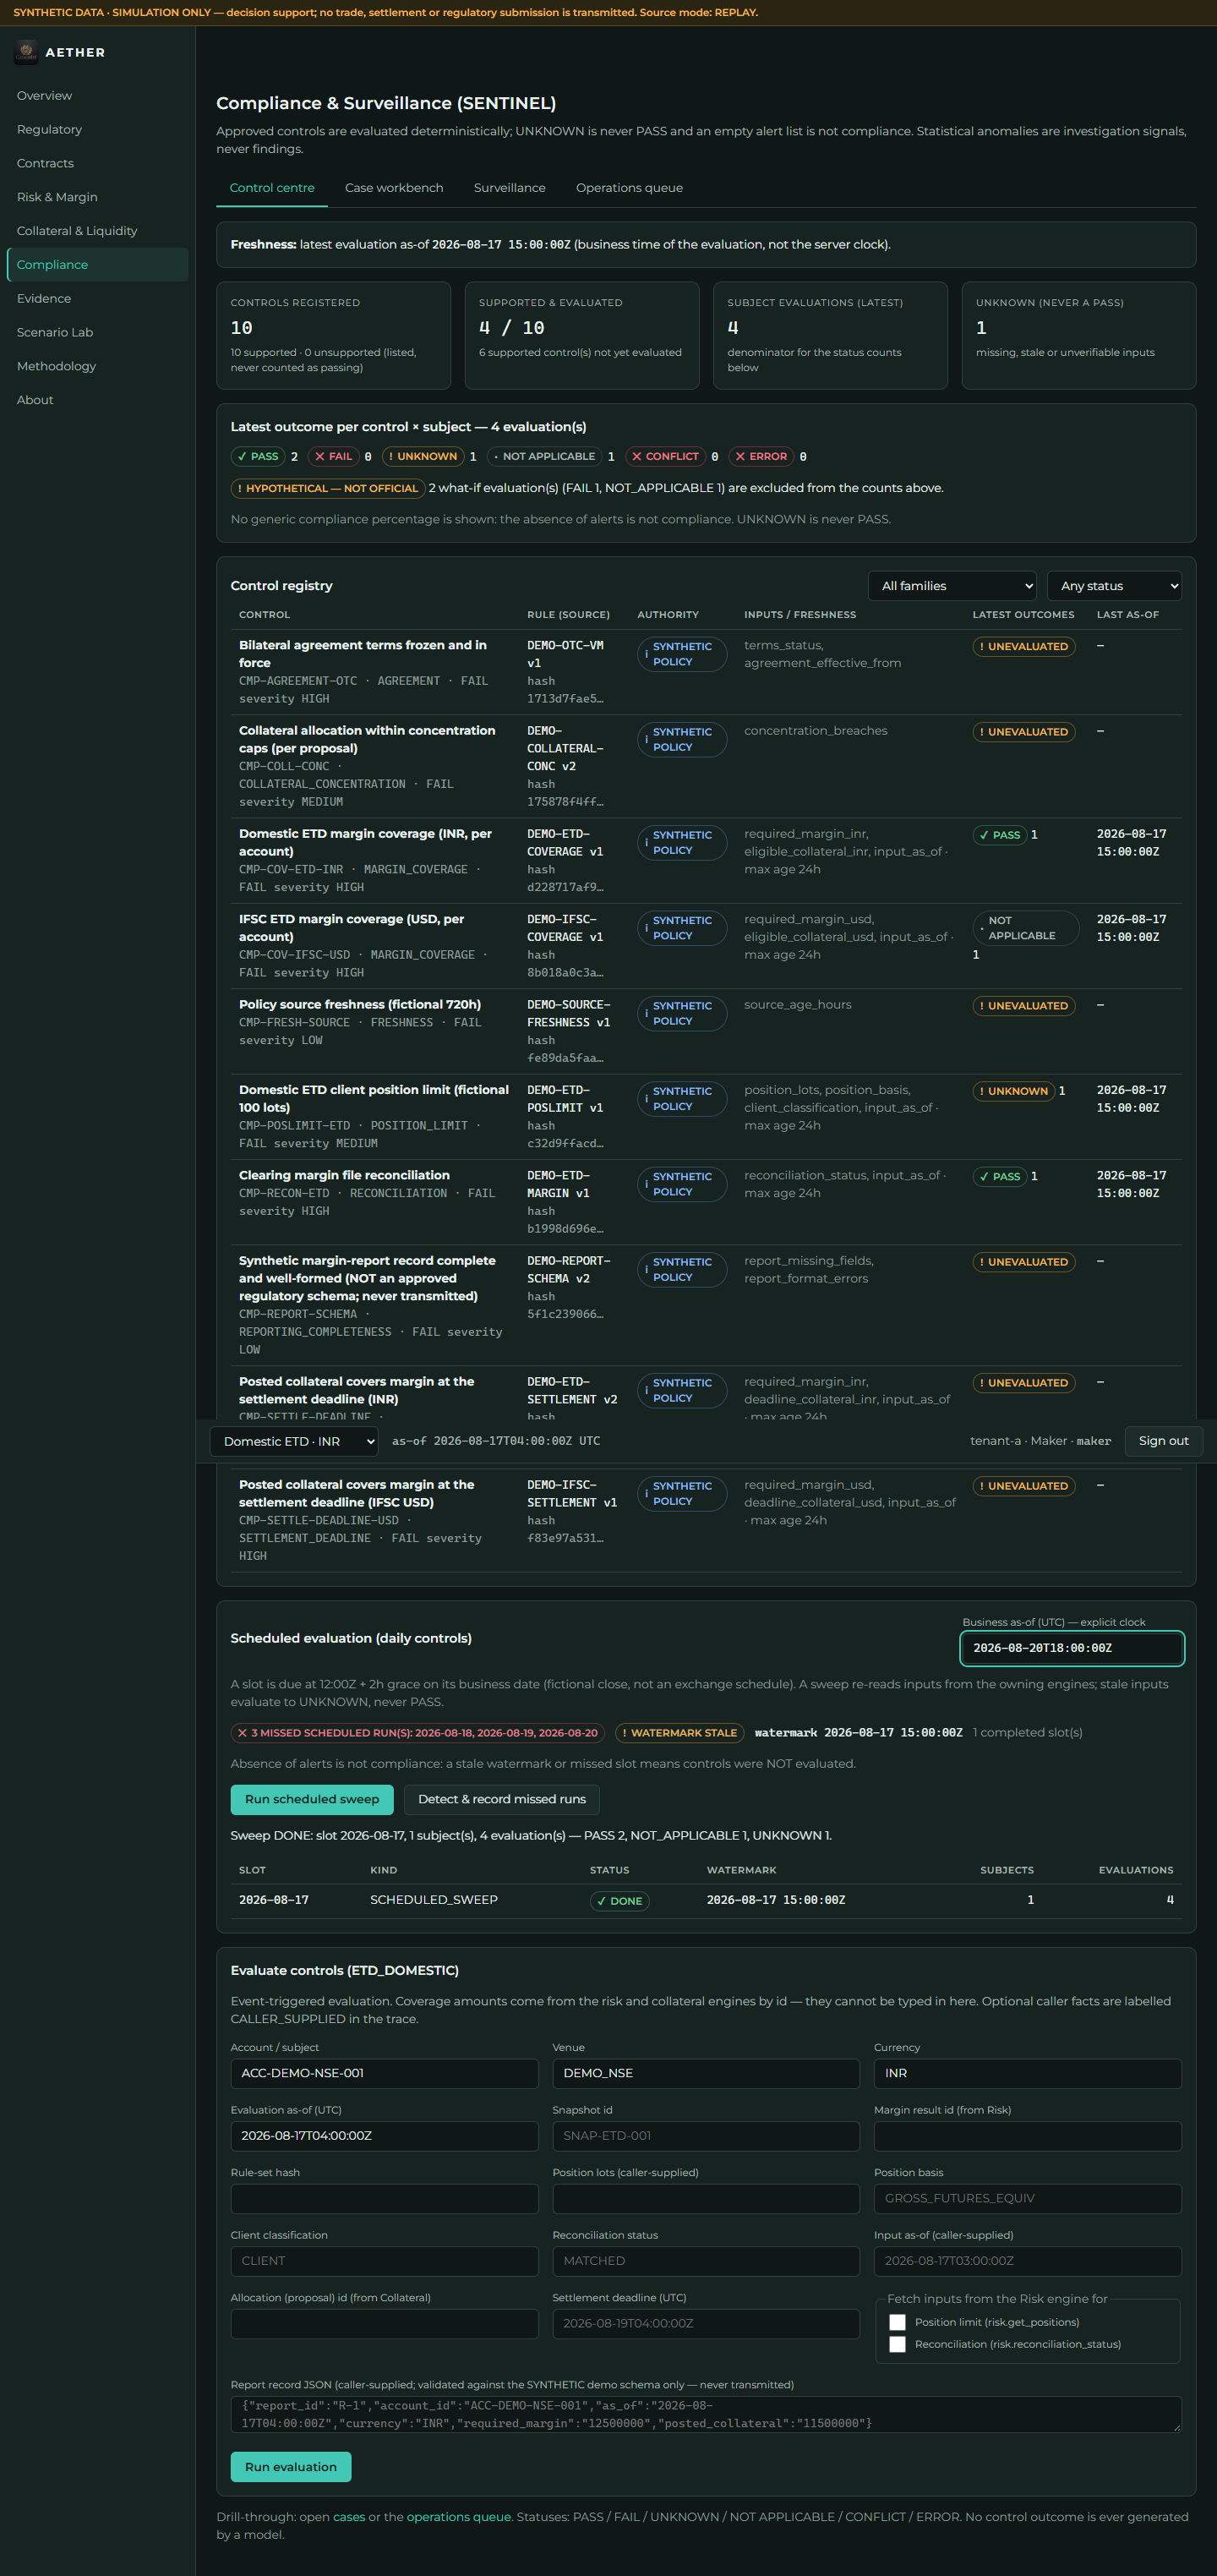 SYNTHETIC DATA · SIMULATION ONLY — decision support; no trade, settlement or regulatory submission is transmitted. Source mode: REPLAY.
AETHER
Overview
Regulatory
Contracts
Risk & Margin
Collateral & Liquidity
Compliance
Evidence
Scenario Lab
Methodology
About
Compliance & Surveillance (SENTINEL)
Approved controls are evaluated deterministically; UNKNOWN is never PASS and an empty alert list is not compliance. Statistical anomalies are investigation signals,
never findings.
Control centre
Case workbench
Surveillance
Operations queue
Freshness: latest evaluation as-of 2026-08-17 15:00:00Z (business time of the evaluation, not the server clock).
CONTROLS REGISTERED
10
10 supported · 0 unsupported (listed,
never counted as passing)
SUPPORTED & EVALUATED
4 / 10
6 supported control(s) not yet evaluated
SUBJECT EVALUATIONS (LATEST)
4
denominator for the status counts
below
UNKNOWN (NEVER A PASS)
1
missing, stale or unverifiable inputs
Latest outcome per control × subject — 4 evaluation(s)
✓ PASS 2 ✕ FAIL 0 ! UNKNOWN 1 · NOT APPLICABLE 1 ✕ CONFLICT 0 ✕ ERROR 0
! HYPOTHETICAL — NOT OFFICIAL 2 what-if evaluation(s) (FAIL 1, NOT_APPLICABLE 1) are excluded from the counts above.
No generic compliance percentage is shown: the absence of alerts is not compliance. UNKNOWN is never PASS.
Control registry
All families
Any status
CONTROL RULE (SOURCE) AUTHORITY INPUTS / FRESHNESS LATEST OUTCOMES LAST AS-OF
Bilateral agreement terms frozen and in
force
CMP-AGREEMENT-OTC · AGREEMENT · FAIL
severity HIGH
DEMO-OTC-VM
v1
hash
1713d7fae5…
i SYNTHETIC
POLICY
terms_status,
agreement_effective_from
! UNEVALUATED
—
Collateral allocation within concentration
caps (per proposal)
CMP-COLL-CONC ·
COLLATERAL_CONCENTRATION · FAIL
severity MEDIUM
DEMO-
COLLATERAL-
CONC v2
hash
175878f4ff…
i SYNTHETIC
POLICY
concentration_breaches
! UNEVALUATED
—
Domestic ETD margin coverage (INR, per
account)
CMP-COV-ETD-INR · MARGIN_COVERAGE ·
FAIL severity HIGH
DEMO-ETD-
COVERAGE v1
hash
d228717af9…
i SYNTHETIC
POLICY
required_margin_inr,
eligible_collateral_inr, input_as_of ·
max age 24h
✓ PASS 1
2026-08-17
15:00:00Z
IFSC ETD margin coverage (USD, per
account)
CMP-COV-IFSC-USD · MARGIN_COVERAGE ·
FAIL severity HIGH
DEMO-IFSC-
COVERAGE v1
hash
8b018a0c3a…
i SYNTHETIC
POLICY
required_margin_usd,
eligible_collateral_usd, input_as_of ·
max age 24h
· NOT
APPLICABLE
1
2026-08-17
15:00:00Z
Policy source freshness (fictional 720h)
CMP-FRESH-SOURCE · FRESHNESS · FAIL
severity LOW
DEMO-SOURCE-
FRESHNESS v1
hash
fe89da5faa…
i SYNTHETIC
POLICY
source_age_hours
! UNEVALUATED
—
Domestic ETD client position limit (fictional
100 lots)
CMP-POSLIMIT-ETD · POSITION_LIMIT ·
FAIL severity MEDIUM
DEMO-ETD-
POSLIMIT v1
hash
c32d9ffacd…
i SYNTHETIC
POLICY
position_lots, position_basis,
client_classification, input_as_of ·
max age 24h
! UNKNOWN 1
2026-08-17
15:00:00Z
Clearing margin file reconciliation
CMP-RECON-ETD · RECONCILIATION · FAIL
severity HIGH
DEMO-ETD-
MARGIN v1
hash
b1998d696e…
i SYNTHETIC
POLICY
reconciliation_status, input_as_of ·
max age 24h
✓ PASS 1
2026-08-17
15:00:00Z
Synthetic margin-report record complete
and well-formed (NOT an approved
regulatory schema; never transmitted)
CMP-REPORT-SCHEMA ·
REPORTING_COMPLETENESS · FAIL severity
LOW
DEMO-REPORT-
SCHEMA v2
hash
5f1c239066…
i SYNTHETIC
POLICY
report_missing_fields,
report_format_errors
! UNEVALUATED
—
Posted collateral covers margin at the
settlement deadline (INR)
CMP-SETTLE-DEADLINE ·
DEMO-ETD-
SETTLEMENT v2
hash
i SYNTHETIC
POLICY
required_margin_inr,
deadline_collateral_inr, input_as_of
· max age 24h
! UNEVALUATED
—
Domestic ETD · INR
as-of 2026-08-17T04:00:00Z UTC
tenant-a · Maker · maker
Sign out
Posted collateral covers margin at the
settlement deadline (IFSC USD)
CMP-SETTLE-DEADLINE-USD ·
SETTLEMENT_DEADLINE · FAIL severity
HIGH
DEMO-IFSC-
SETTLEMENT v1
hash
f83e97a531…
i SYNTHETIC
POLICY
required_margin_usd,
deadline_collateral_usd, input_as_of
· max age 24h
! UNEVALUATED
—
Scheduled evaluation (daily controls)
Business as-of (UTC) — explicit clock
2026-08-20T18:00:00Z
A slot is due at 12:00Z + 2h grace on its business date (fictional close, not an exchange schedule). A sweep re-reads inputs from the owning engines; stale inputs
evaluate to UNKNOWN, never PASS.
✕ 3 MISSED SCHEDULED RUN(S): 2026-08-18, 2026-08-19, 2026-08-20 ! WATERMARK STALE watermark 2026-08-17 15:00:00Z 1 completed slot(s)
Absence of alerts is not compliance: a stale watermark or missed slot means controls were NOT evaluated.
Run scheduled sweep
Detect & record missed runs
Sweep DONE: slot 2026-08-17, 1 subject(s), 4 evaluation(s) — PASS 2, NOT_APPLICABLE 1, UNKNOWN 1.
SLOT KIND STATUS WATERMARK SUBJECTS EVALUATIONS
2026-08-17 SCHEDULED_SWEEP ✓ DONE 2026-08-17 15:00:00Z 1 4
Evaluate controls (ETD_DOMESTIC)
Event-triggered evaluation. Coverage amounts come from the risk and collateral engines by id — they cannot be typed in here. Optional caller facts are labelled
CALLER_SUPPLIED in the trace.
Account / subject
ACC-DEMO-NSE-001
Venue
DEMO_NSE
Currency
INR
Evaluation as-of (UTC)
2026-08-17T04:00:00Z
Snapshot id
SNAP-ETD-001
Margin result id (from Risk)
Rule-set hash
Position lots (caller-supplied)
Position basis
GROSS_FUTURES_EQUIV
Client classification
CLIENT
Reconciliation status
MATCHED
Input as-of (caller-supplied)
2026-08-17T03:00:00Z
Allocation (proposal) id (from Collateral)
Settlement deadline (UTC)
2026-08-19T04:00:00Z
Fetch inputs from the Risk engine for
Position limit (risk.get_positions)
Reconciliation (risk.reconciliation_status)
Report record JSON (caller-supplied; validated against the SYNTHETIC demo schema only — never transmitted)
{"report_id":"R-1","account_id":"ACC-DEMO-NSE-001","as_of":"2026-08-
17T04:00:00Z","currency":"INR","required_margin":"12500000","posted_collateral":"11500000"}
Run evaluation
Drill-through: open cases or the operations queue. Statuses: PASS / FAIL / UNKNOWN / NOT APPLICABLE / CONFLICT / ERROR. No control outcome is ever generated
by a model.